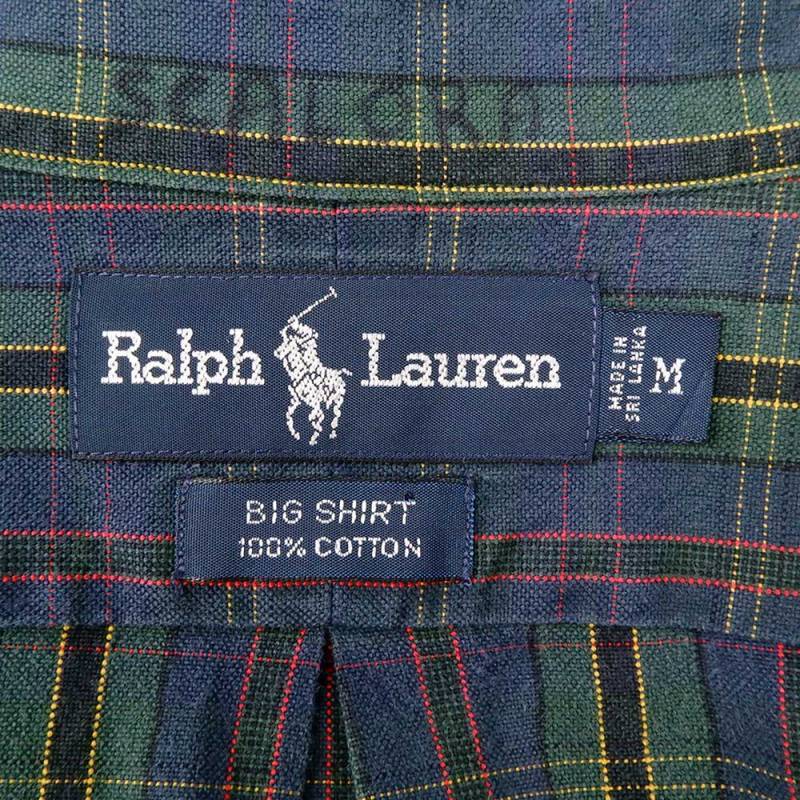 Ralph Lauren
MADE IN
SRI LANKA
M
BIG SHIRT
100% COTTON